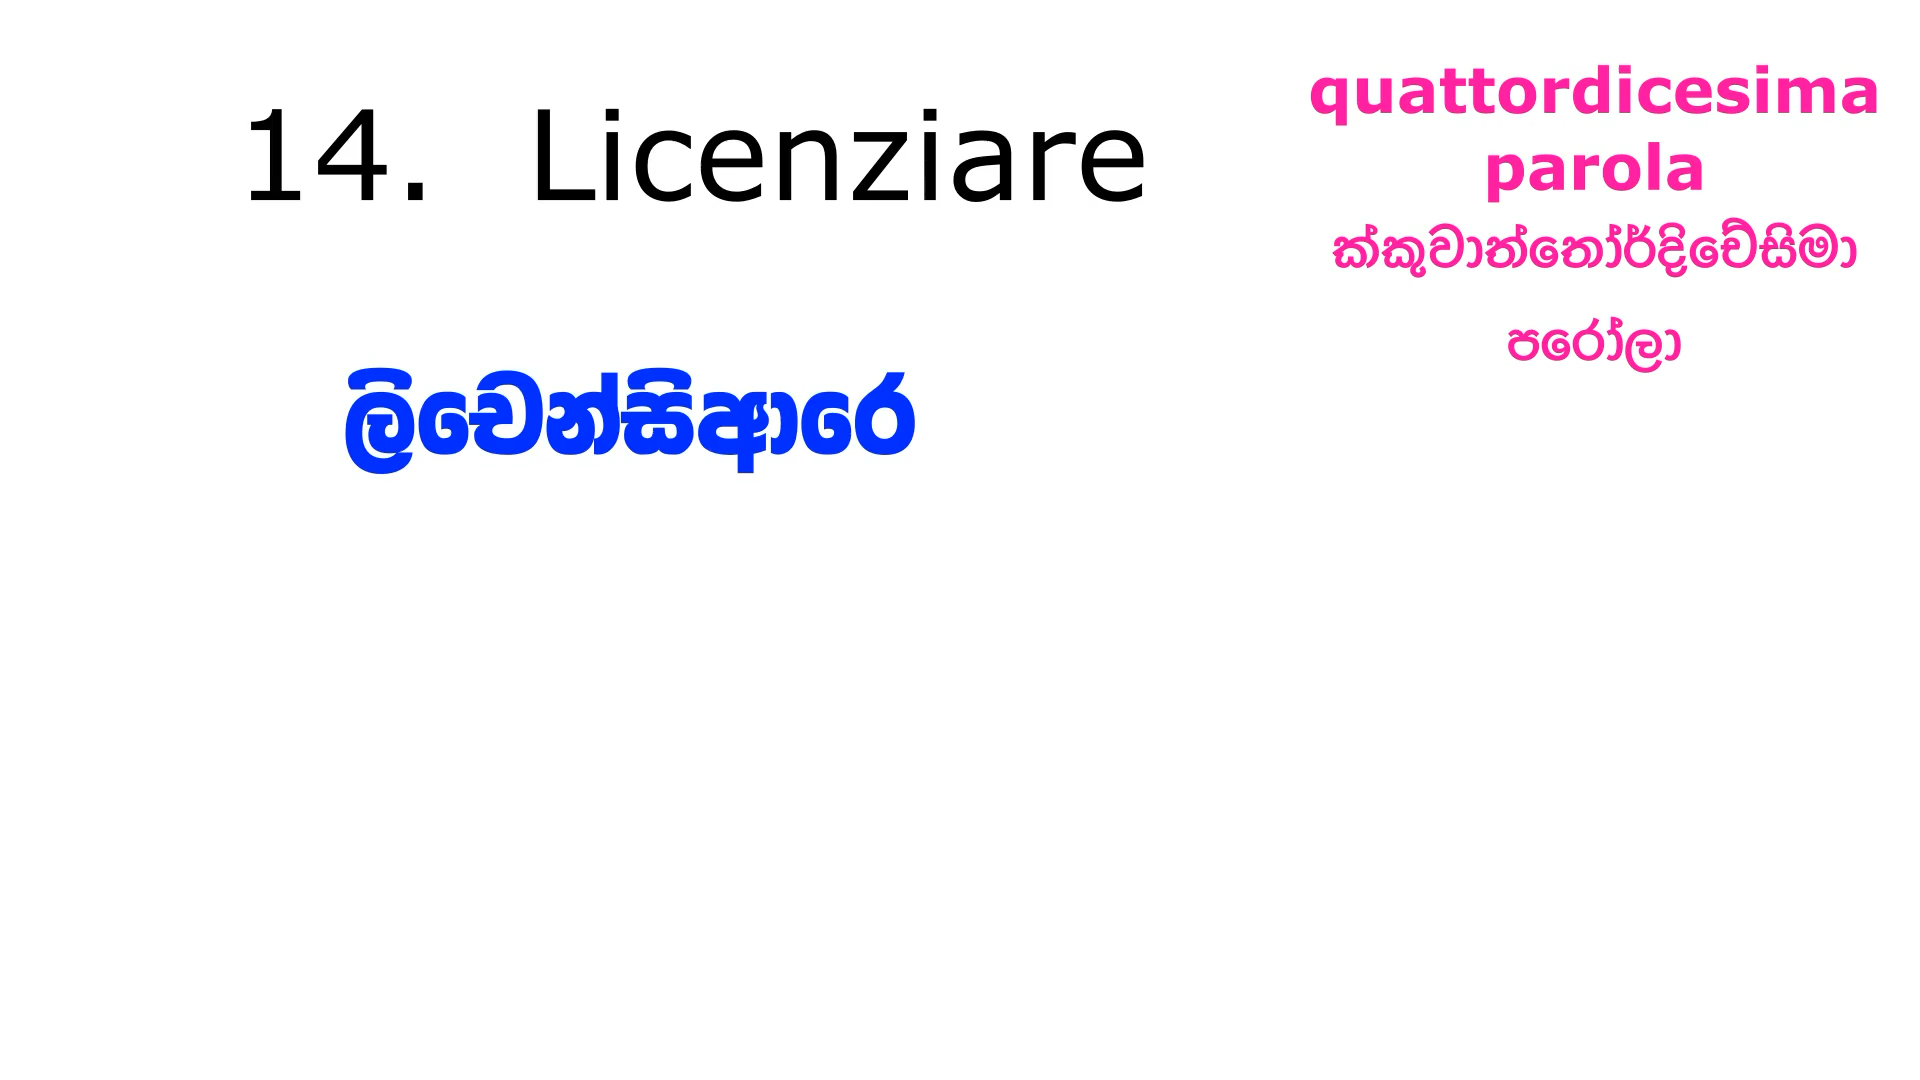 14. Licenziare
ලිචෙන්සිආරෙ
quattordicesima
parola
ක්කුවාත්තෝර්දිචේසිමා
පරෝලා